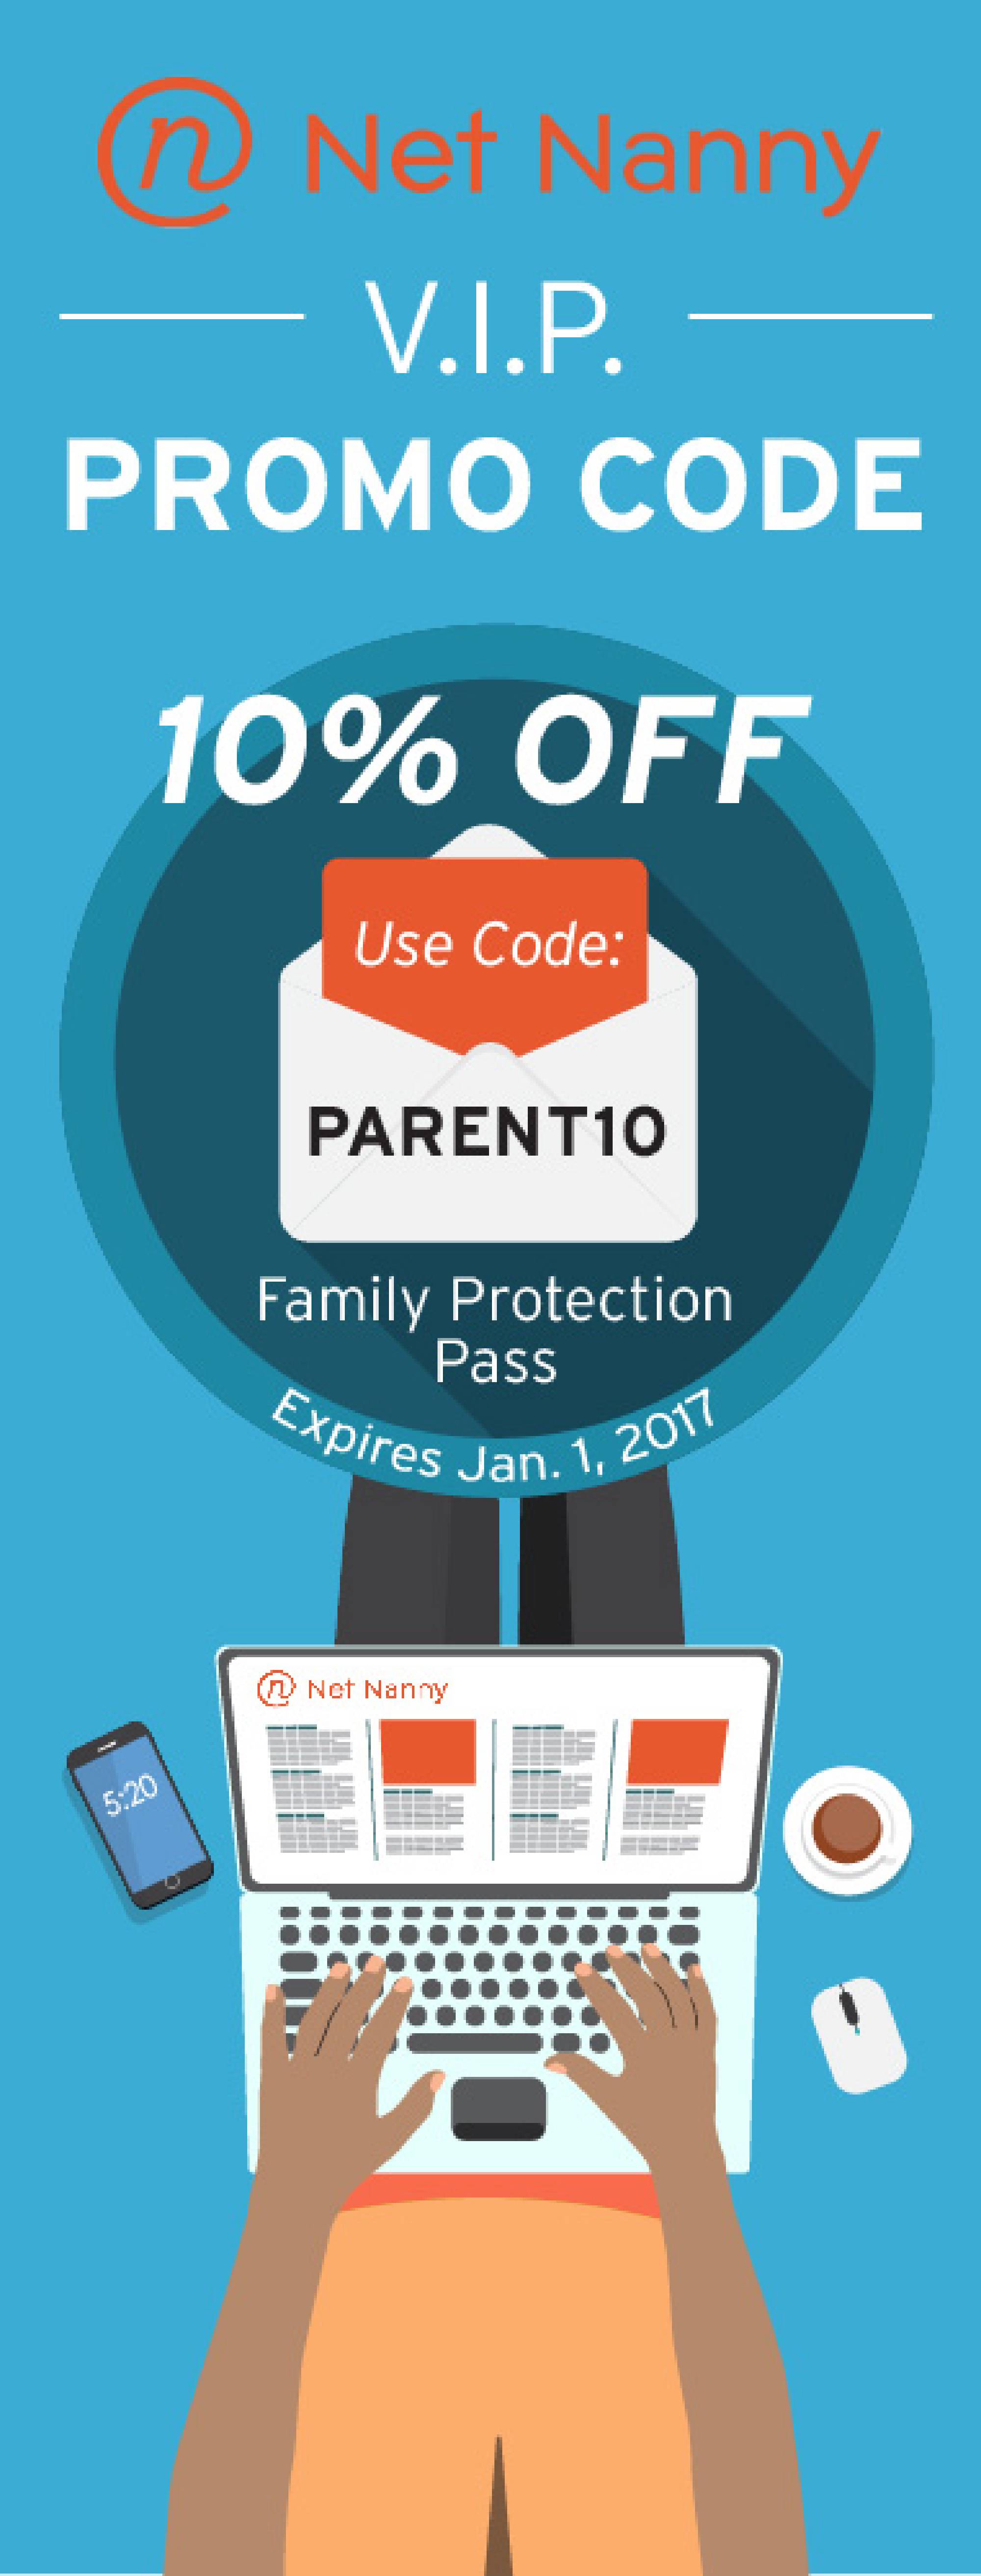 n Net Nanny
V.I.P.
PROMO CODE
10% OFF
Use Code:
PARENT10
Family Protection
Pass
Expires Jan. 1, 2017
n Net Nanny
5:20